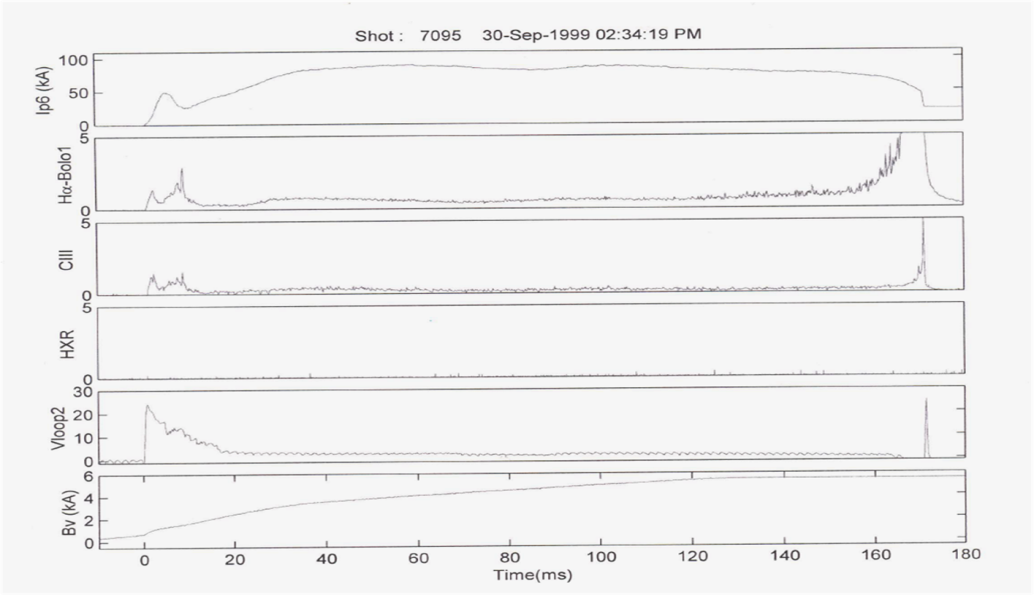 Shot : 7095 30-Sep-1999 02:34:19 PM
Ip6 (kA)
100
50
0
Hα-Bolo1
5
0
CIII
5
0
HXR
5
0
Vloop2
30
20
10
0
Bv (kA)
6
4
2
0
0 20 40 60 80 100 120 140 160 180
Time(ms)